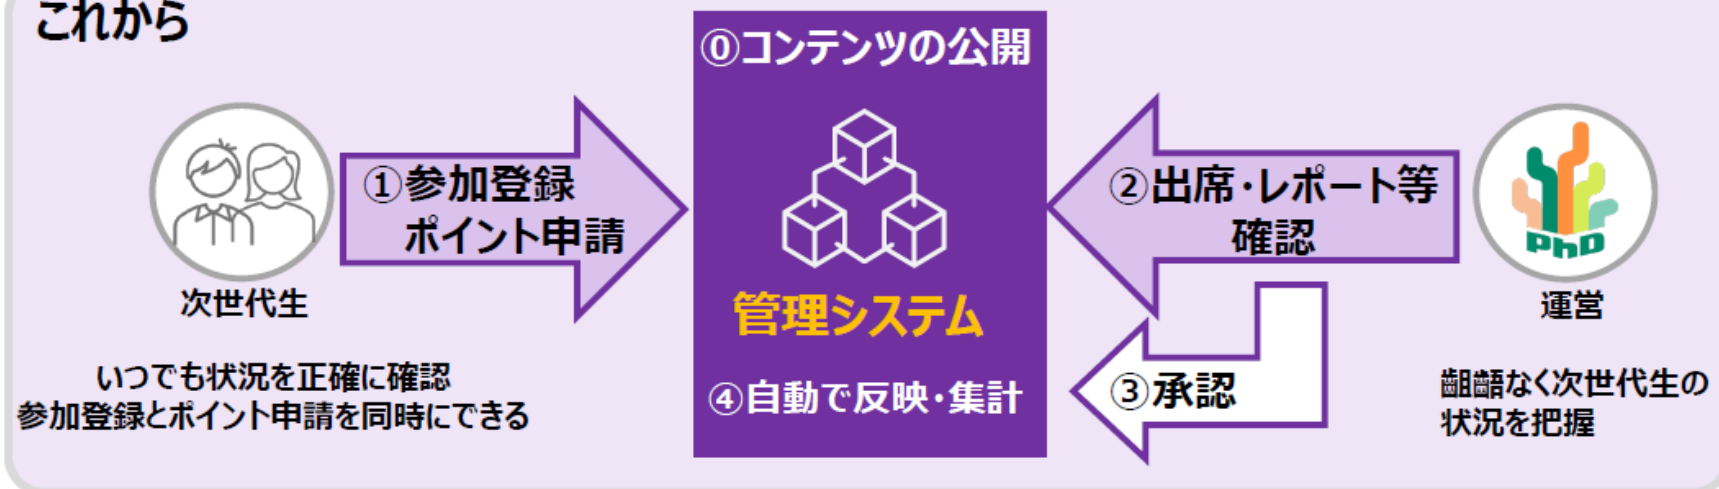 これから
⓪コンテンツの公開
①参加登録
ポイント申請
②出席・レポート等
確認
PhD
次世代生
管理システム
運営
いつでも状況を正確に確認
参加登録とポイント申請を同時にできる
④自動で反映・集計
③承認
齟齬なく次世代生の
状況を把握